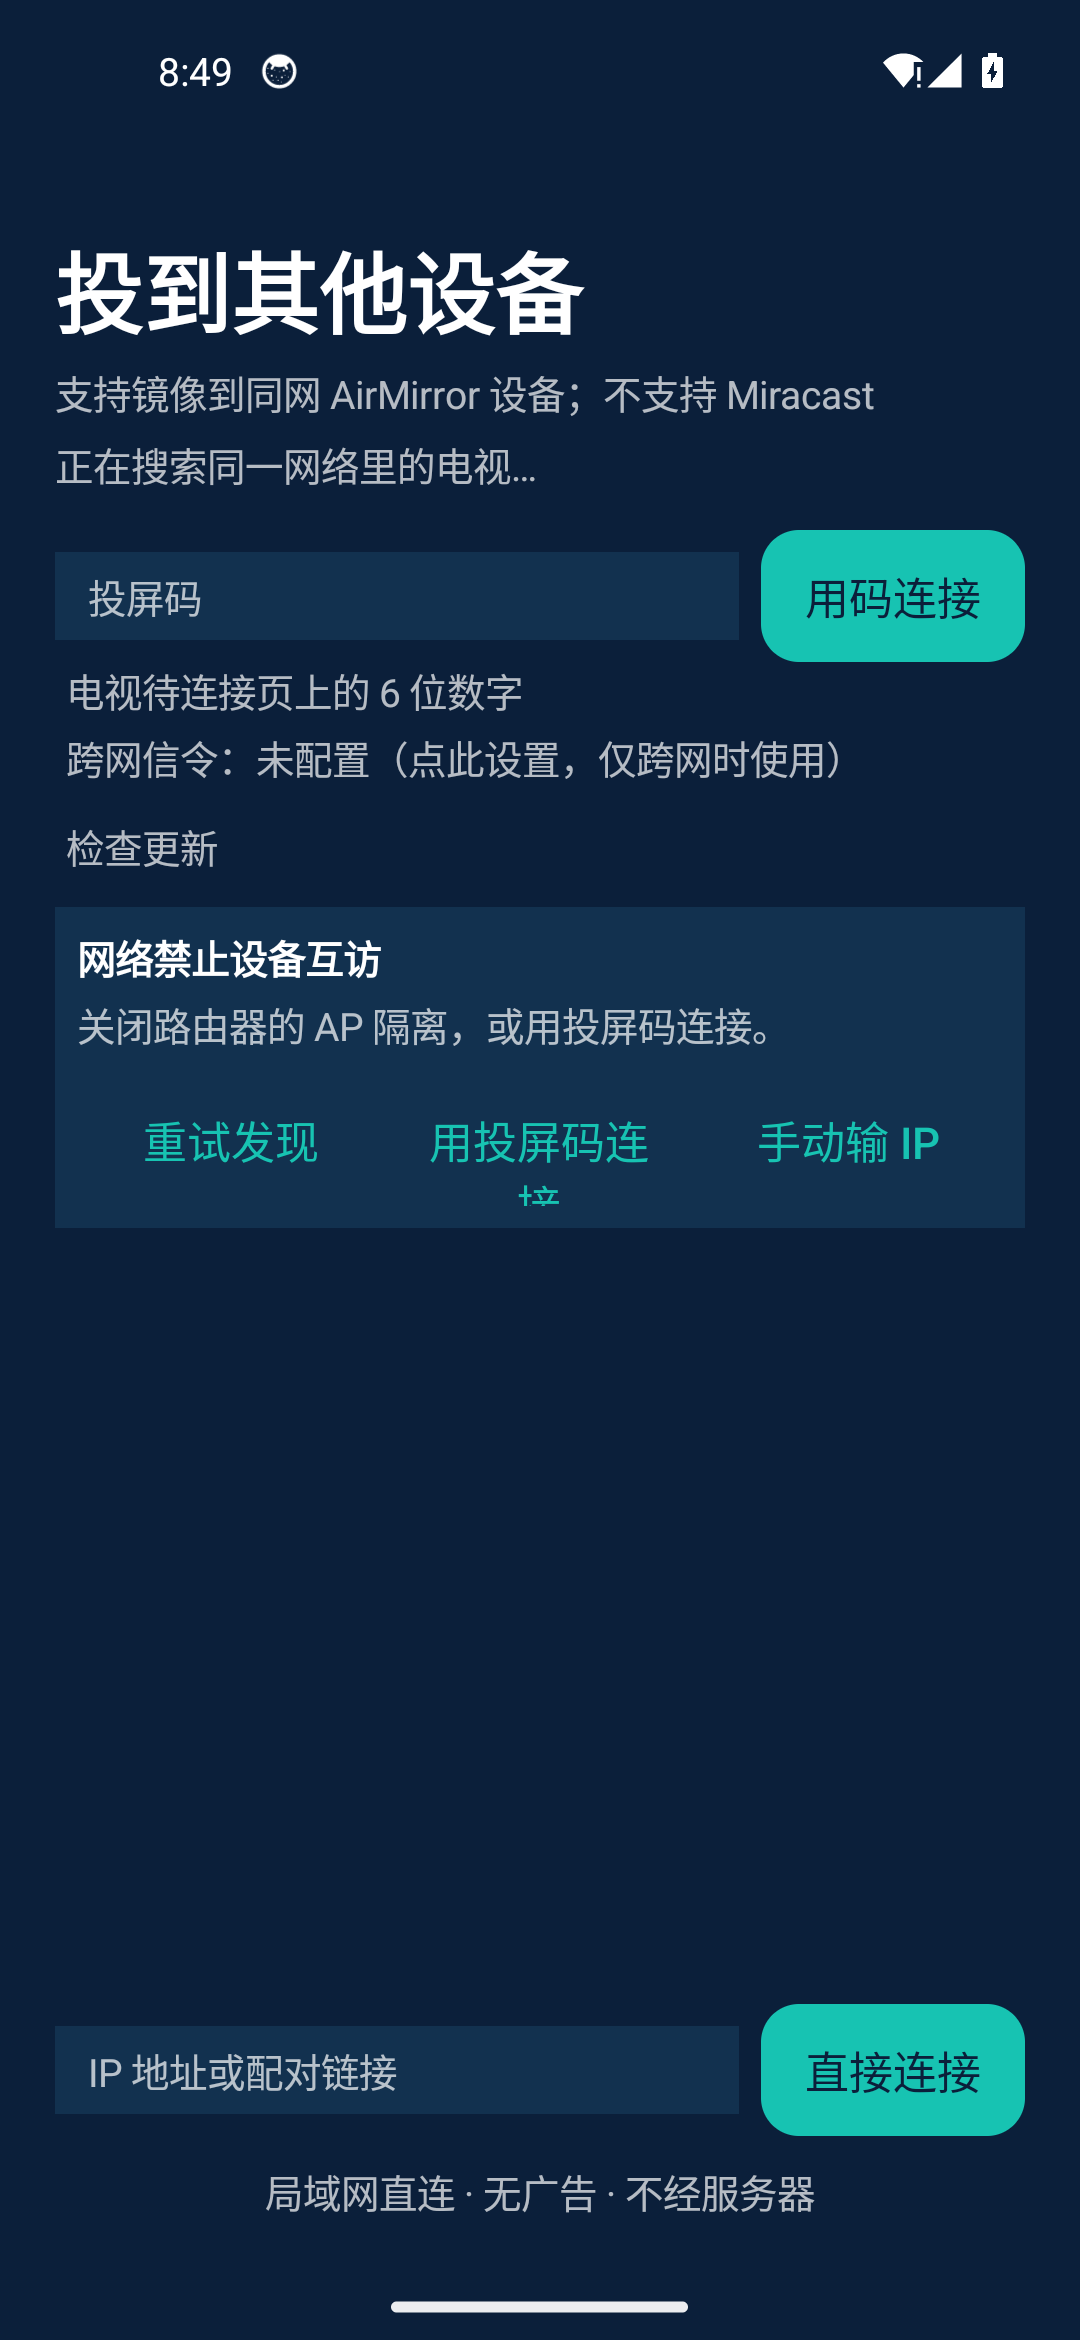 8:49
投到其他设备
支持镜像到同网 AirMirror 设备；不支持 Miracast
正在搜索同一网络里的电视...
投屏码
用码连接
电视待连接页上的 6 位数字
跨网信令：未配置（点此设置，仅跨网时使用）
检查更新
网络禁止设备互访
关闭路由器的 AP 隔离，或用投屏码连接。
重试发现
用投屏码连
手动输 IP
IP 地址或配对链接
直接连接
局域网直连 · 无广告 · 不经服务器